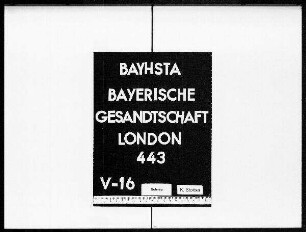 BAYHSTA
BAYERISCHE
GESANDTSCHAFT
LONDON
443
V-16